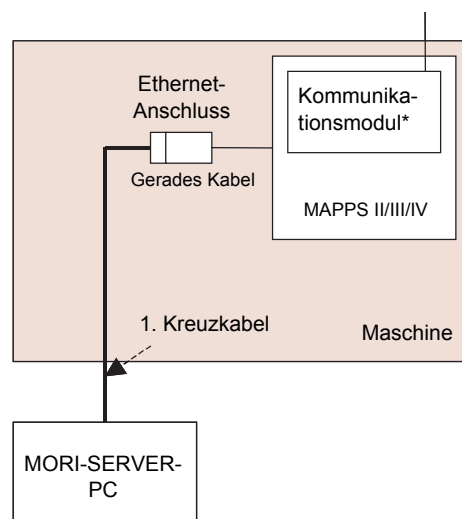 Ethernet-
Anschluss
Kommunika-
tionsmodul*
Gerades Kabel
MAPPS II/III/IV
1. Kreuzkabel
Maschine
MORI-SERVER-
PC